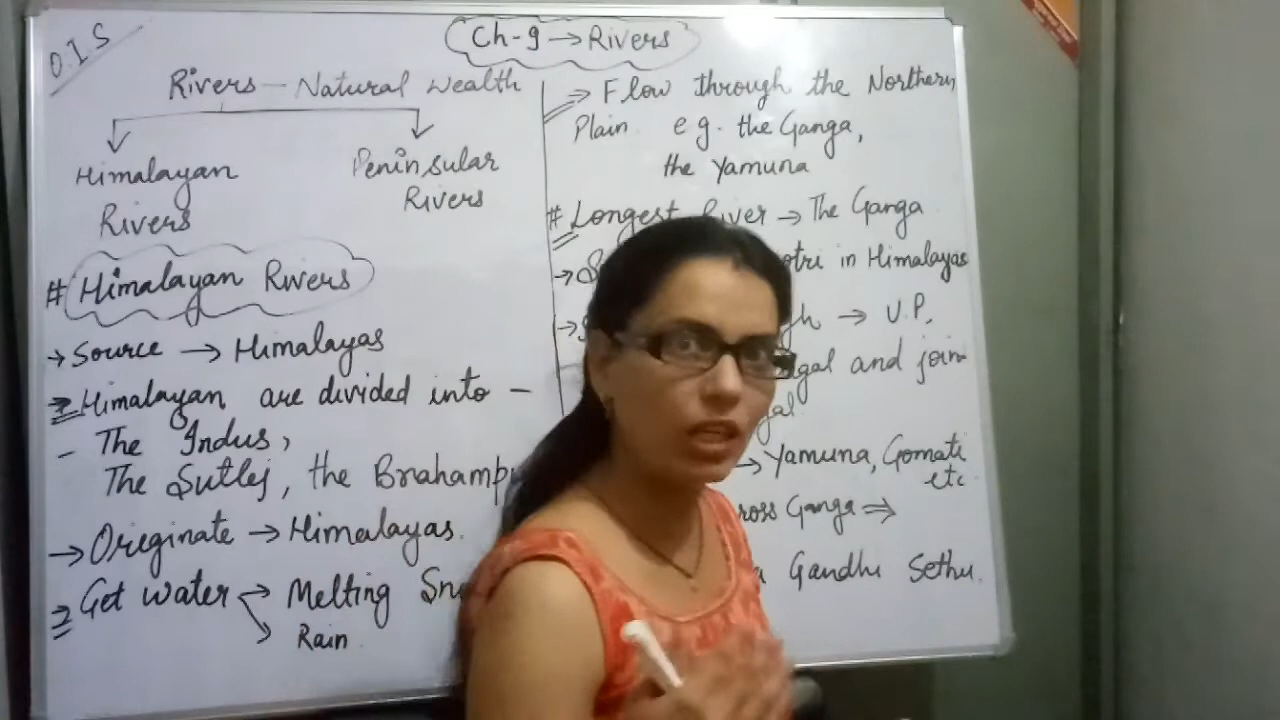 O I S
Ch-9 → Rivers
Rivers — Natural Wealth
Himalayan
Rivers
Peninsular
Rivers
# Himalayan Rivers
→ Source → Himalayas
⇒ Himalayan are divided into -
- The Indus,
The Sutlej, the Brahamp
→ Originate → Himalayas.
⇒ Get water → Melting
→ Rain
⇒ Flow through the Northern
Plain e.g. the Ganga,
the Yamuna
# Longest River → The Ganga
in Himalayas
→ U.P.
and join
→ Yamuna, Gomati
etc
Ganga ⇒
Gandhi Sethu.